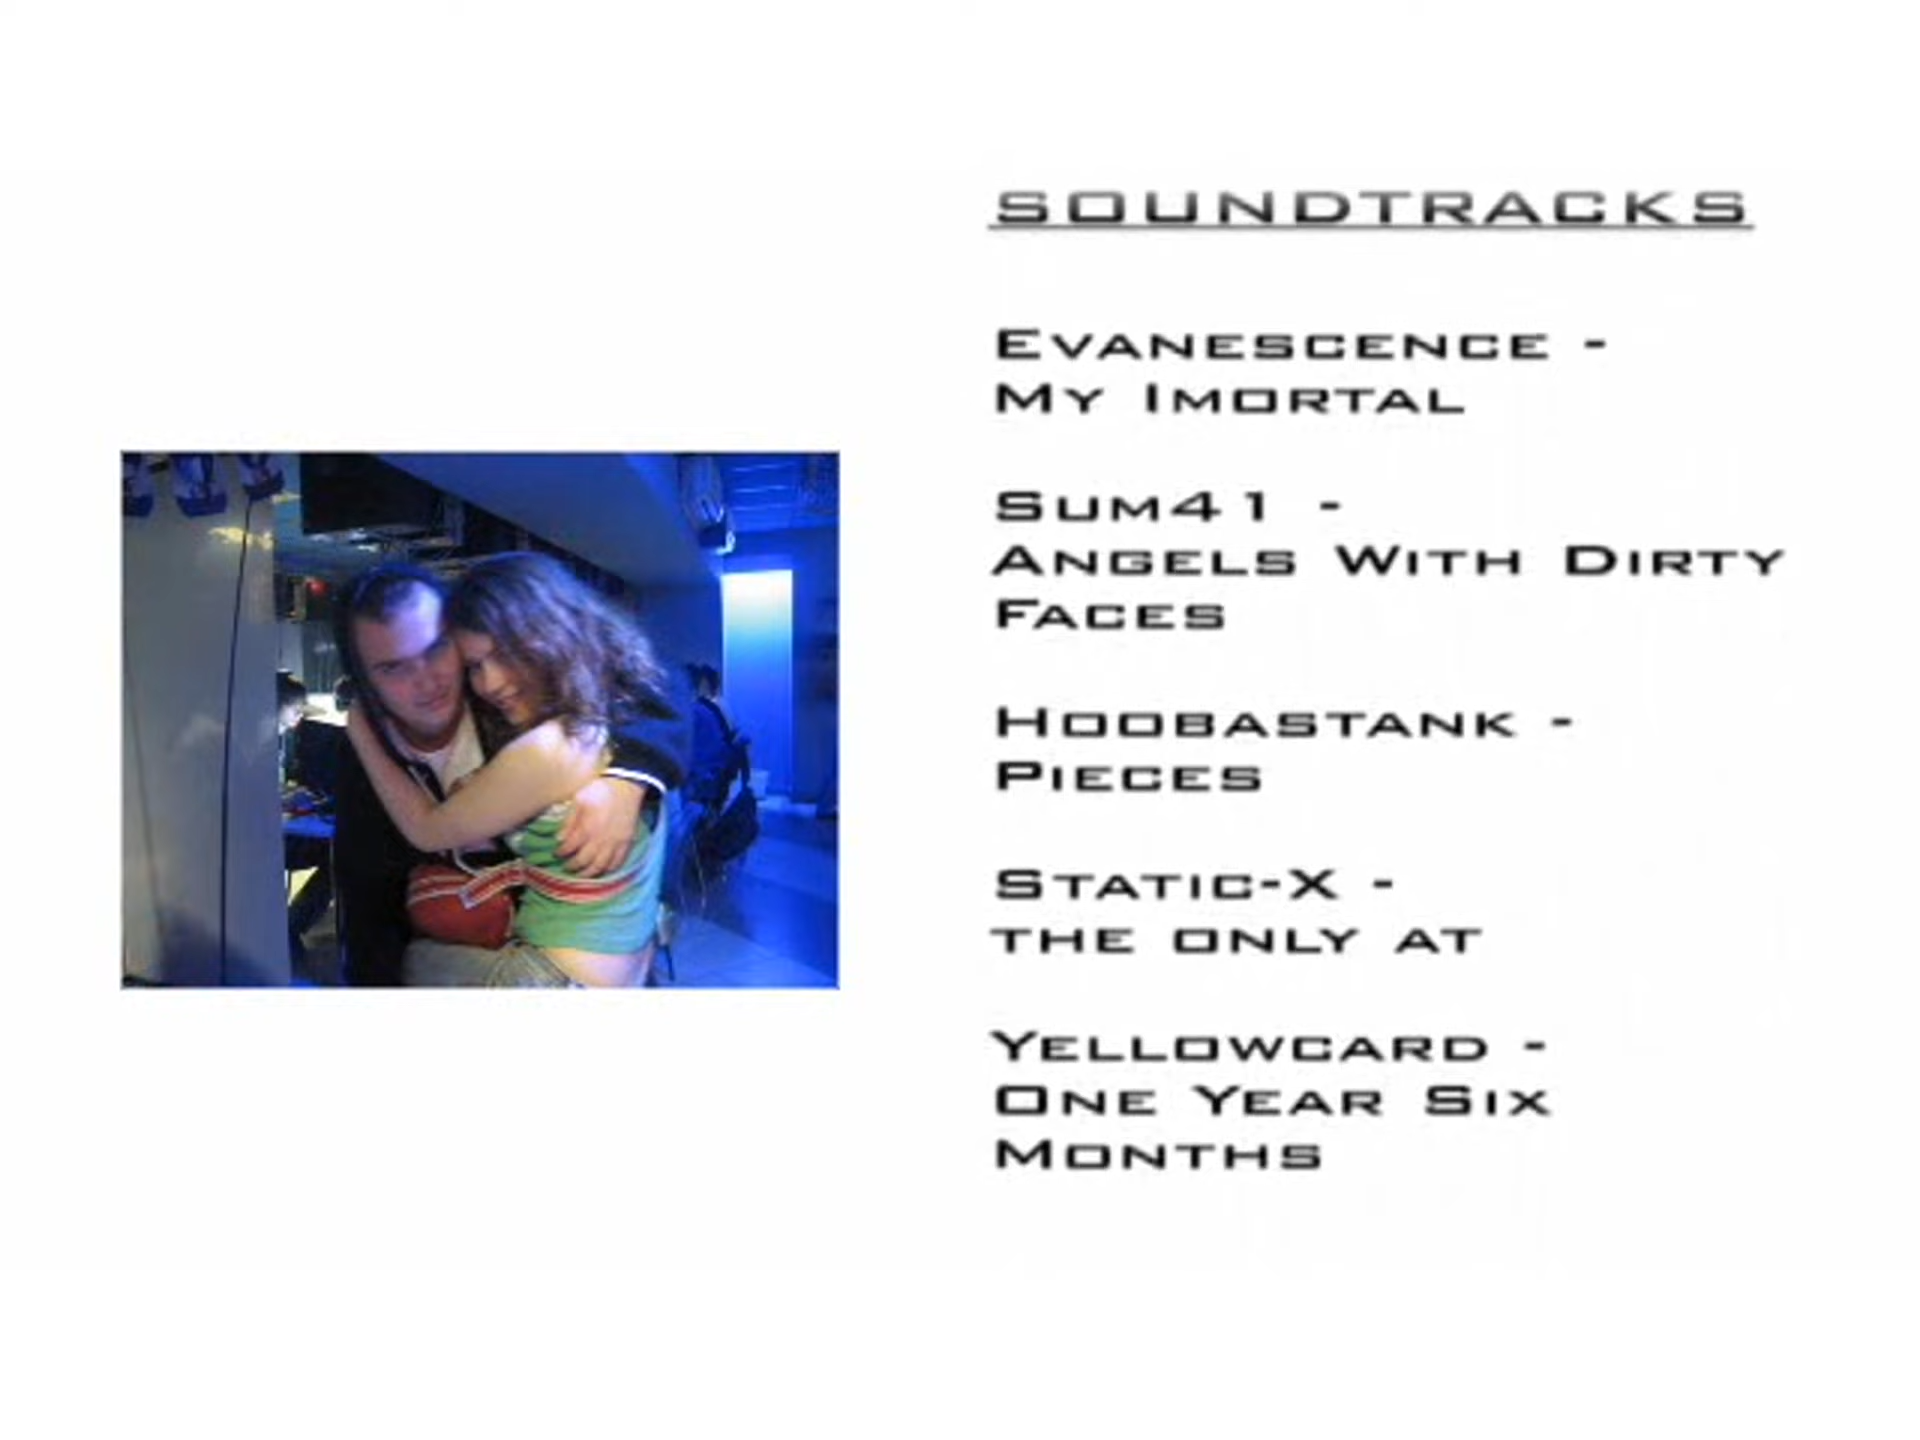 SOUNDTRACKS
EVANESCENCE -
MY IMORTAL
SUM41 -
ANGELS WITH DIRTY
FACES
HOOBASTANK -
PIECES
STATIC-X -
THE ONLY AT
YELLOWCARD -
ONE YEAR SIX
MONTHS